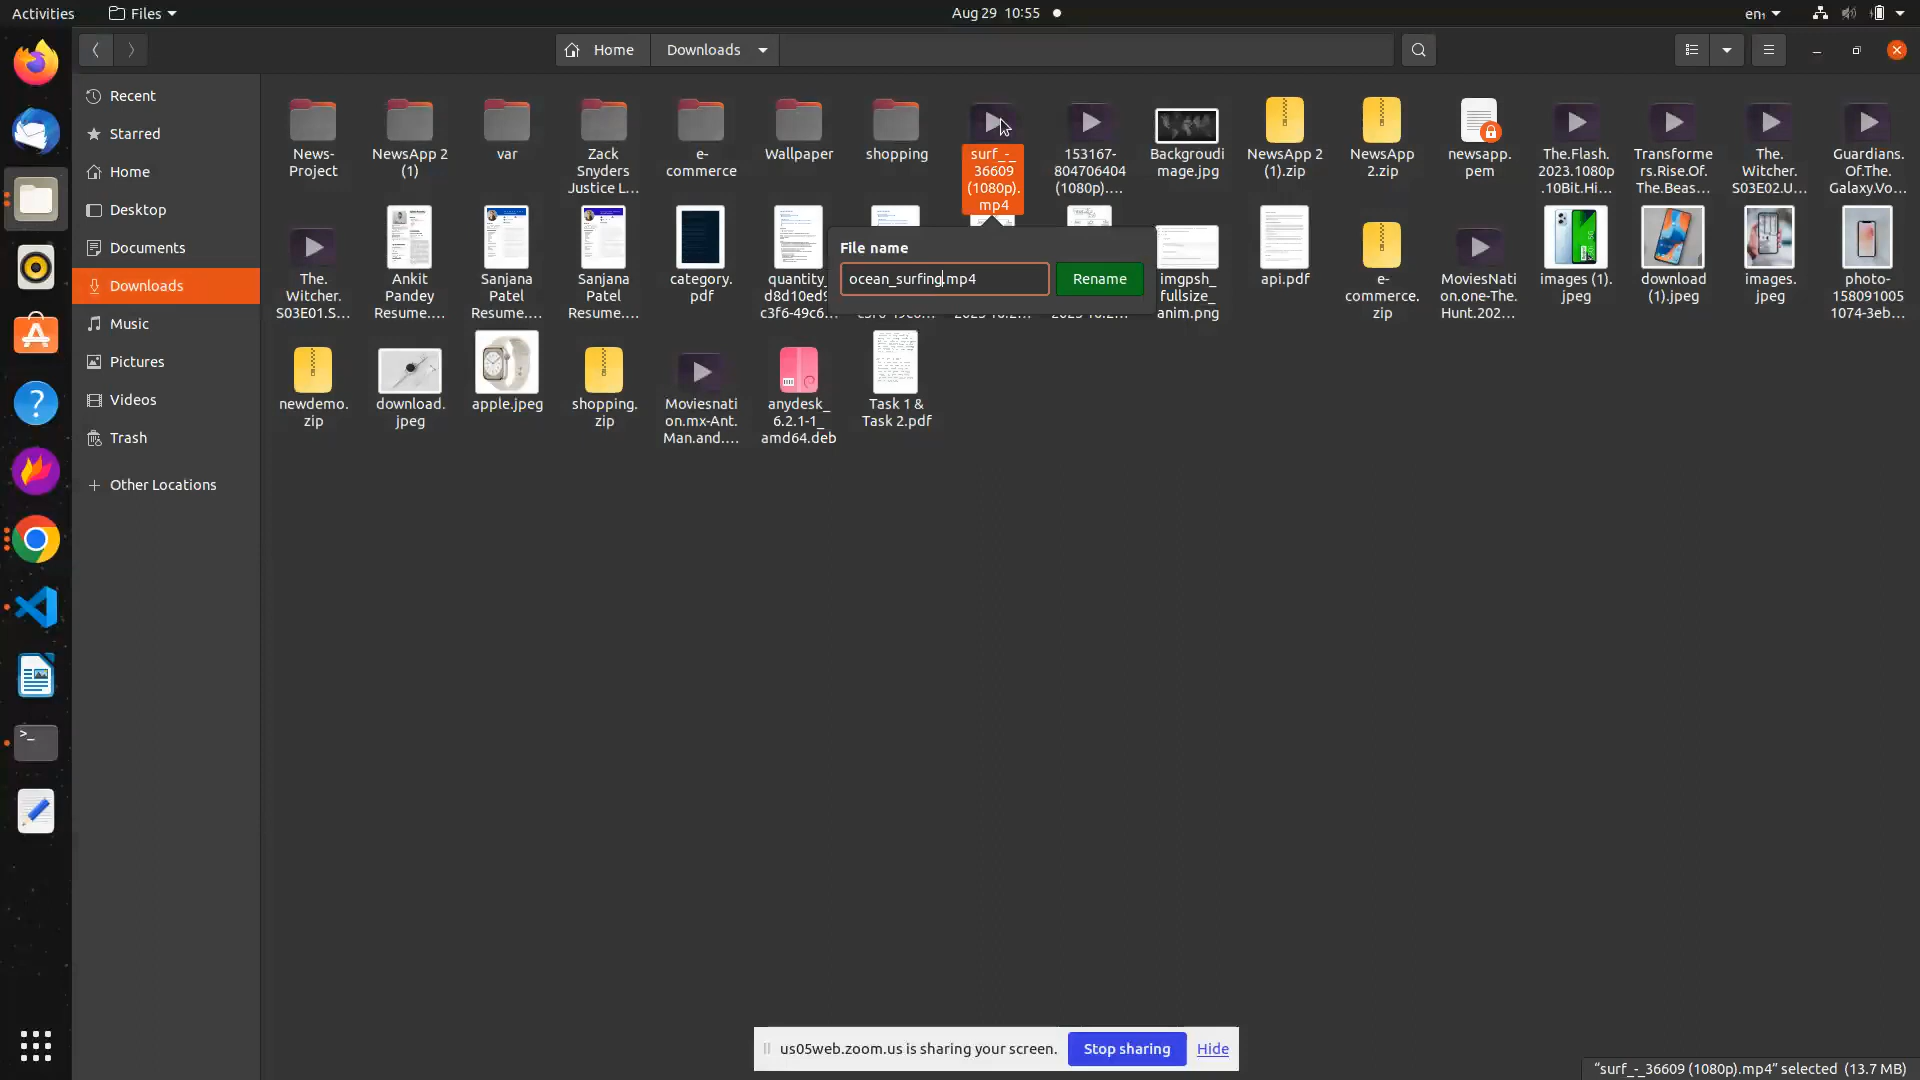 Activities
Files
Aug 29 10:55
en₁
Home
Downloads
Recent
Starred
Home
Desktop
Documents
Downloads
Music
Pictures
Videos
Trash
Other Locations
News-
Project
NewsApp 2
(1)
var
Zack
Snyders
Justice L...
e-
commerce
Wallpaper
shopping
surf_-_
36609
(1080p).
mp4
153167-
804706404
(1080p)....
Backgroudi
mage.jpg
NewsApp 2
(1).zip
NewsApp
2.zip
newsapp.
pem
The.Flash.
2023.1080p
.10Bit.Hi...
Transforme
rs.Rise.Of.
The.Beas...
The.
Witcher.
S03E02.U...
Guardians.
Of.The.
Galaxy.Vo...
The.
Witcher.
S03E01.S...
Ankit
Pandey
Resume....
Sanjana
Patel
Resume....
Sanjana
Patel
Resume....
category.
pdf
quantity_
d8d10ed9
c3f6-49c6...
File name
ocean_surfing.mp4
Rename
imgpsh_
fullsize_
anim.png
api.pdf
e-
commerce.
zip
MoviesNati
on.one-The.
Hunt.202...
images (1).
jpeg
download
(1).jpeg
images.
jpeg
photo-
158091005
1074-3eb...
newdemo.
zip
download.
jpeg
apple.jpeg
shopping.
zip
Moviesnati
on.mx-Ant.
Man.and....
anydesk_
6.2.1-1_
amd64.deb
Task 1 &
Task 2.pdf
us05web.zoom.us is sharing your screen.
Stop sharing
Hide
"surf_-_36609 (1080p).mp4" selected (13.7 MB)